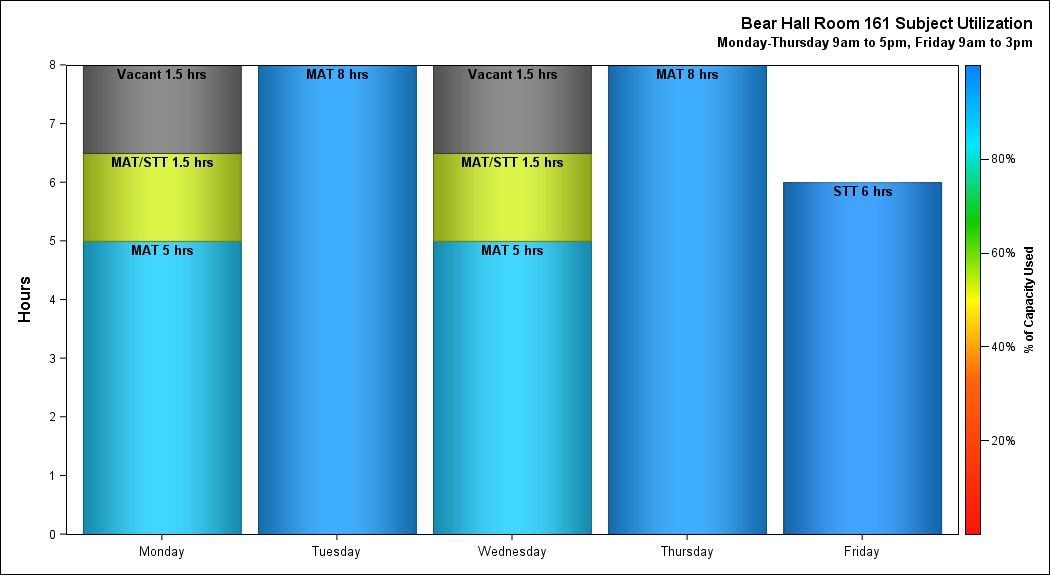 Bear Hall Room 161 Subject Utilization
Monday-Thursday 9am to 5pm, Friday 9am to 3pm
Hours
8
7
6
5
4
3
2
1
0
Vacant 1.5 hrs
MAT/STT 1.5 hrs
MAT 5 hrs
MAT 8 hrs
Vacant 1.5 hrs
MAT/STT 1.5 hrs
MAT 5 hrs
MAT 8 hrs
STT 6 hrs
Monday
Tuesday
Wednesday
Thursday
Friday
80%
60%
40%
20%
% of Capacity Used